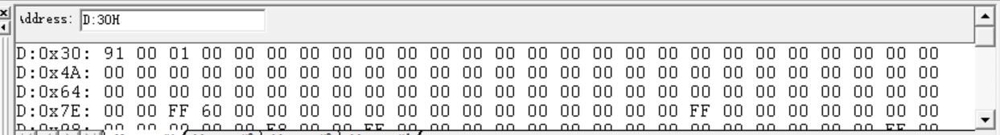 Address: D:30H
D:0x30: 91 00 01 00 00 00 00 00 00 00 00 00 00 00 00 00 00 00 00 00 00 00 00 00 00 00
D:0x4A: 00 00 00 00 00 00 00 00 00 00 00 00 00 00 00 00 00 00 00 00 00 00 00 00 00 00
D:0x64: 00 00 00 00 00 00 00 00 00 00 00 00 00 00 00 00 00 00 00 00 00 00 00 00 00 00
D:0x7E: 00 00 FF 60 00 00 00 00 00 00 00 00 00 00 00 00 00 00 FF 00 00 00 00 00 00 00